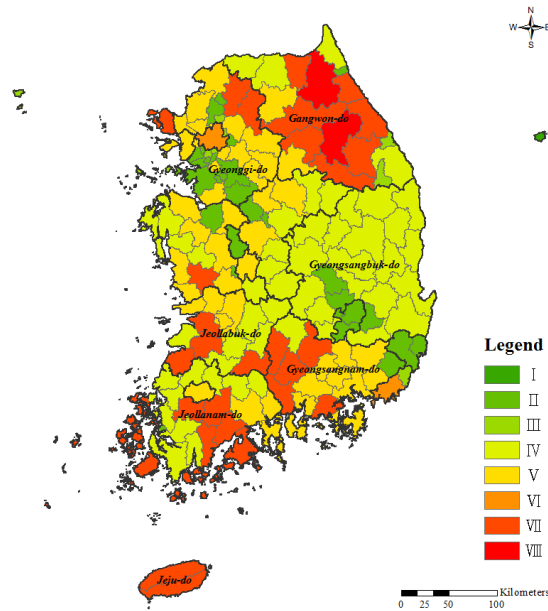 N
W E
S
Gangwon-do
Gyeonggi-do
Gyeongsangbuk-do
Jeollabuk-do
Gyeongsangnam-do
Jeollanam-do
Jeju-do
Legend
I
II
III
IV
V
VI
VII
VIII
Kilometers
0 25 50 100